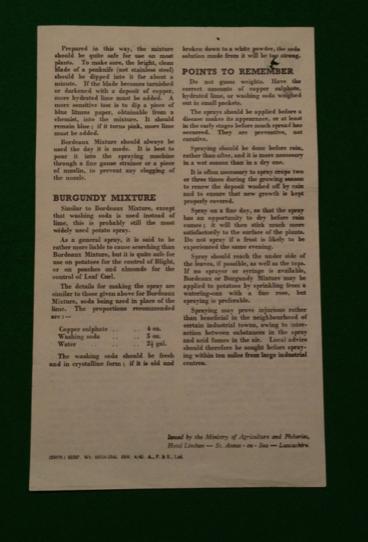 Prepared in this way, the mixture
should be quite safe for use on most
plants. To make sure, the bright, clean
blade of a penknife (not stainless steel)
should be dipped into it for about a
minute. If the blade becomes tarnished
or darkened with a deposit of copper,
more hydrated lime must be added. A
more sensitive test is to dip a piece of
blue litmus paper, obtainable from a
chemist, into the mixture. It should
remain blue; if it turns pink, more lime
must be added.
Bordeaux Mixture should always be
used the day it is made. It is best to
pour it into the spraying machine
through a fine gauze strainer or a piece
of muslin, to prevent any clogging of
the nozzle.
BURGUNDY MIXTURE
Similar to Bordeaux Mixture, except
that washing soda is used instead of
lime, this is probably still the most
widely used potato spray.
As a general spray, it is said to be
rather more liable to cause scorching than
Bordeaux Mixture, but it is quite safe for
use on potatoes for the control of Blight,
or on peaches and almonds for the
control of Leaf Curl.
The details for making the spray are
similar to those given above for Bordeaux
Mixture, soda being used in place of the
lime. The proportions recommended
are :—
Copper sulphate .. .. 4 oz.
Washing soda .. .. 5 oz.
Water .. .. 2½ gal.
The washing soda should be fresh
and in crystalline form; if it is old and
broken down to a white powder, the soda
solution made from it will be too strong.
POINTS TO REMEMBER
Do not guess weights. Have the
correct amounts of copper sulphate,
hydrated lime, or washing soda weighed
out in small packets.
The sprays should be applied before a
disease makes its appearance, or at least
in the early stages before much spread has
occurred. They are preventive, not
curative.
Spraying should be done before rain,
rather than after, and it is more necessary
in a wet season than in a dry one.
It is often necessary to spray crops two
or three times during the growing season
to renew the deposit washed off by rain
and to ensure that new growth is kept
properly covered.
Spray on a fine day, so that the spray
has an opportunity to dry before rain
comes; it will then stick much more
satisfactorily to the surface of the plants.
Do not spray if a frost is likely to be
experienced the same evening.
Spray should reach the under side of
the leaves, if possible, as well as the tops.
If no sprayer or syringe is available,
Bordeaux or Burgundy Mixture may be
applied to potatoes by sprinkling from a
watering-can with a fine rose, but
spraying is preferable.
Spraying may prove injurious rather
than beneficial in the neighbourhood of
certain industrial towns, owing to inter-
action between substances in the spray
and acid fumes in the air. Local advice
should therefore be sought before spray-
ing within ten miles from large industrial
centres.
Issued by the Ministry of Agriculture and Fisheries,
Hotel Lindum — St. Annes - on - Sea — Lancashire.